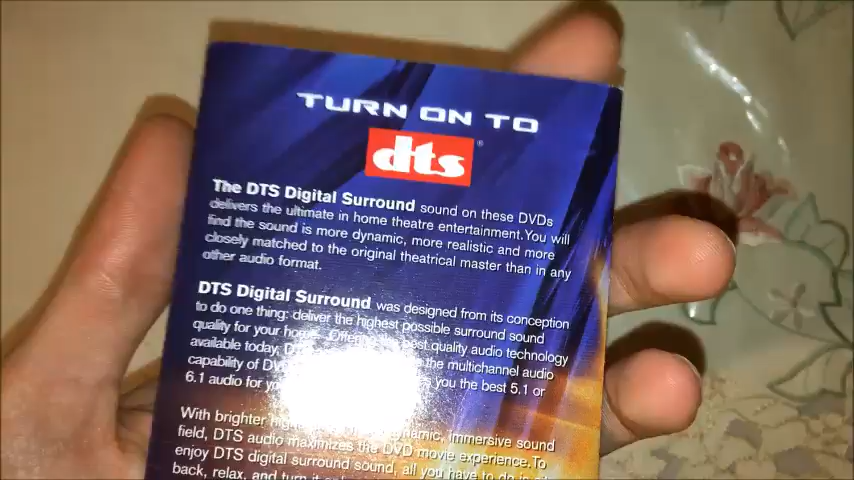 TURN ON TO
dts
The DTS Digital Surround sound on these DVDs
delivers the ultimate in home theatre entertainment. You will
find the sound is more dynamic, more realistic and more
closely matched to the original theatrical master than in any
other audio format.
DTS Digital Surround was designed from its conception
to do one thing: deliver the highest possible surround sound
quality for your home. Offering the best quality audio technology
available today, the multichannel audio
capability of you the best 5.1 or
6.1 audio for
With brighter dynamic, immersive sound
field, DTS audio maximizes the DVD movie experience. To
enjoy DTS digital surround sound, all you have to do is
back, relax, and turn it